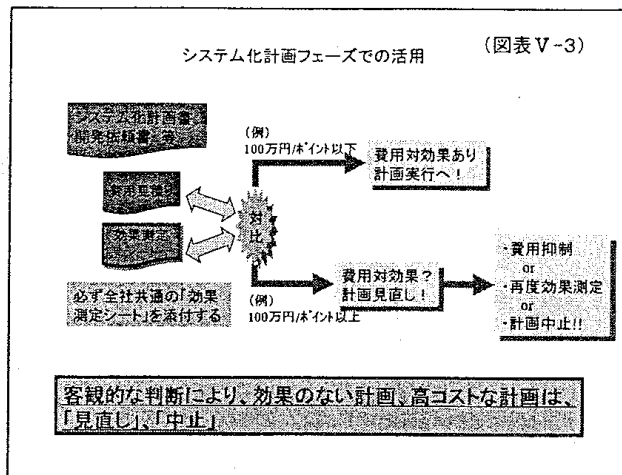 （図表Ⅴ-3）
システム化計画フェーズでの活用
システム化計画書
開発依頼書 等
費用見積
効果測定
必ず全社共通の「効果
測定シート」を添付する
対比
（例）
100万円/ポイント以下
費用対効果あり
計画実行へ！
（例）
100万円/ポイント以上
費用対効果？
計画見直し！
・費用抑制
or
・再度効果測定
or
・計画中止!!
客観的な判断により、効果のない計画、高コストな計画は、
「見直し」、「中止」